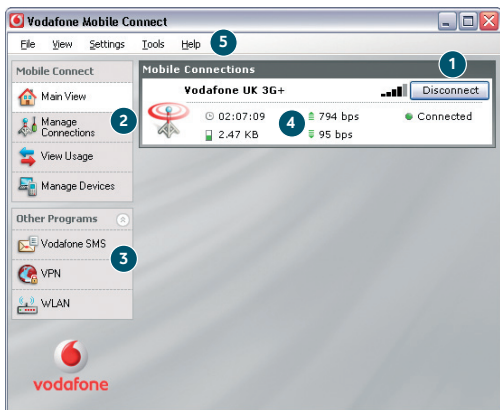 Vodafone Mobile Connect
File View Settings Tools Help 5
Mobile Connect
Main View
Manage
Connections
2
View Usage
Manage Devices
Other Programs
Vodafone SMS
3
VPN
WLAN
vodafone
Mobile Connections
1
Vodafone UK 3G+ Disconnect
02:07:09 4 794 bps Connected
2.47 KB 95 bps